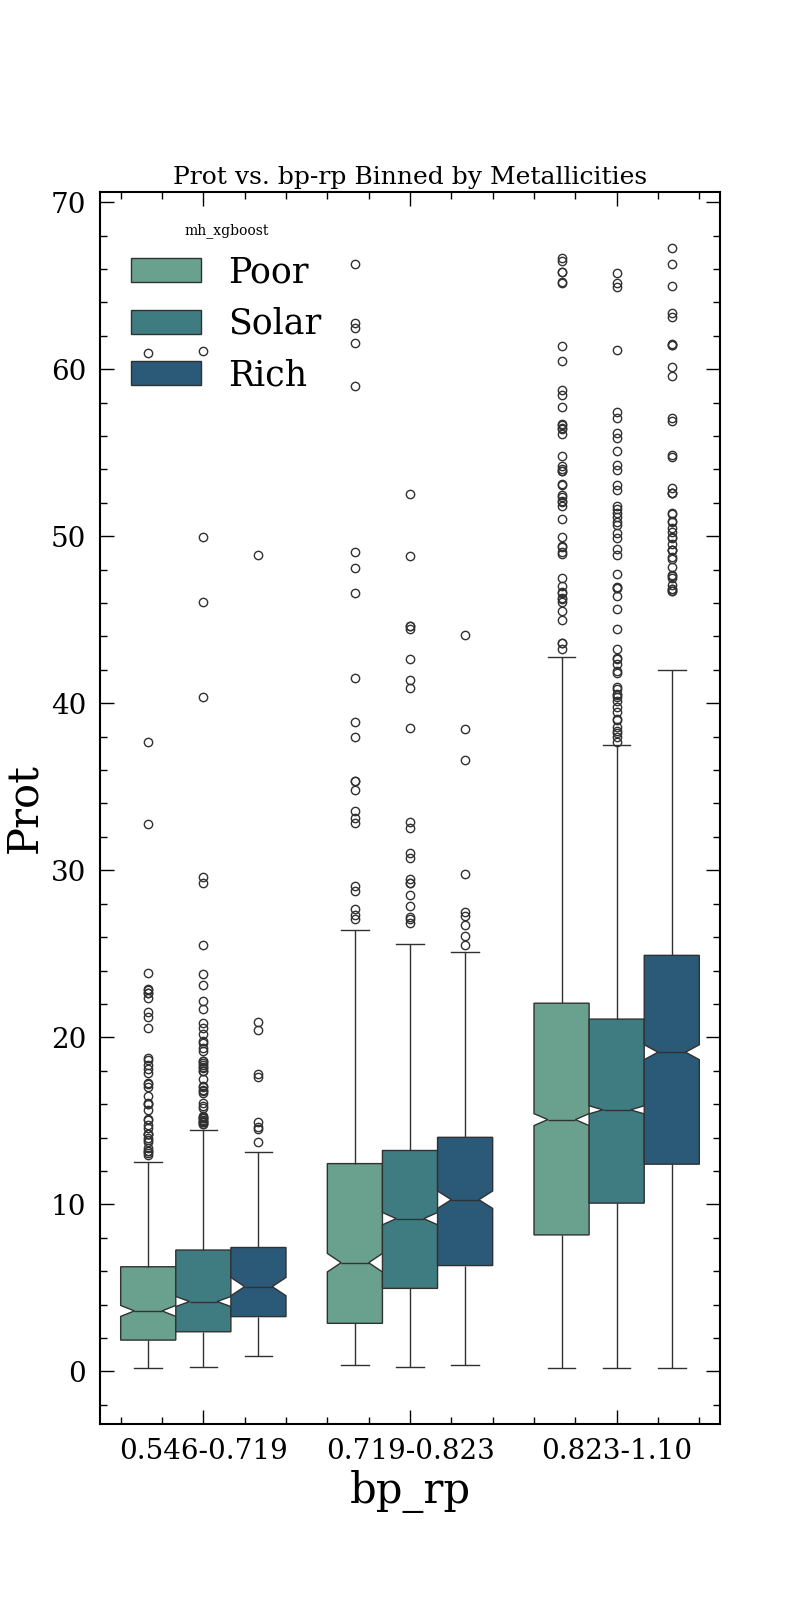 Prot vs. bp-rp Binned by Metallicities
70
60
50
40
30
20
10
0
Prot
mh_xgboost
Poor
Solar
Rich
0.546-0.719 0.719-0.823 0.823-1.10
bp_rp